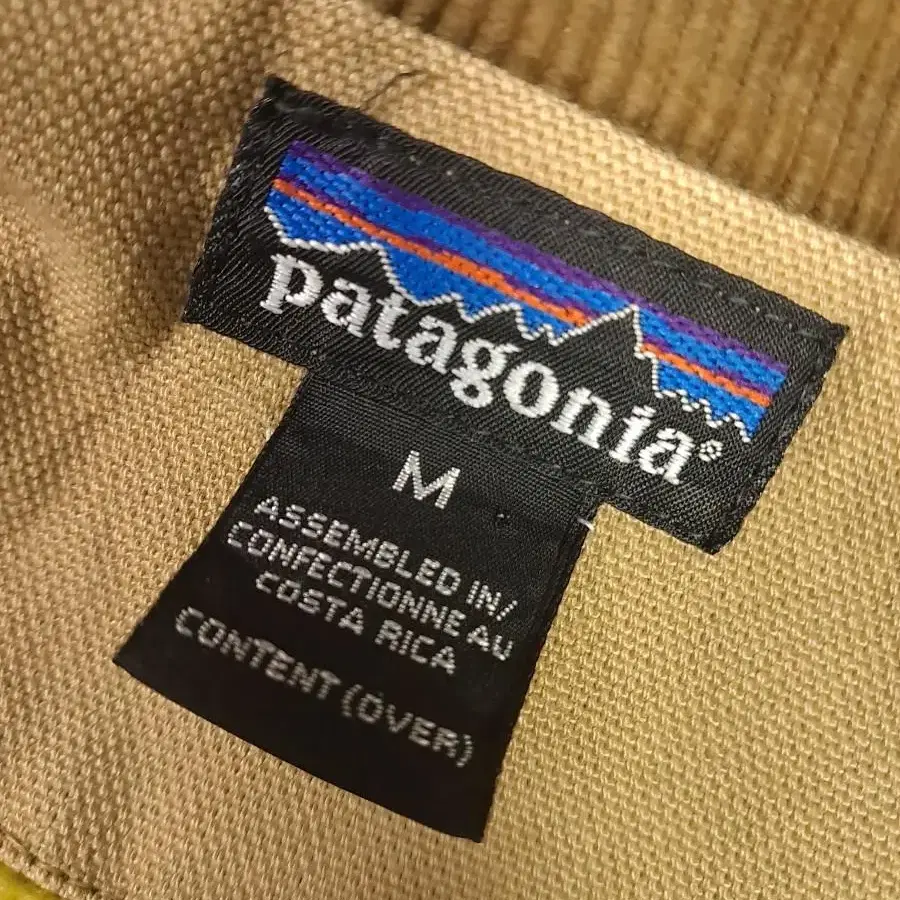 patagonia®
M
ASSEMBLED IN/
CONFECTIONNE AU
COSTA RICA
CONTENT (OVER)